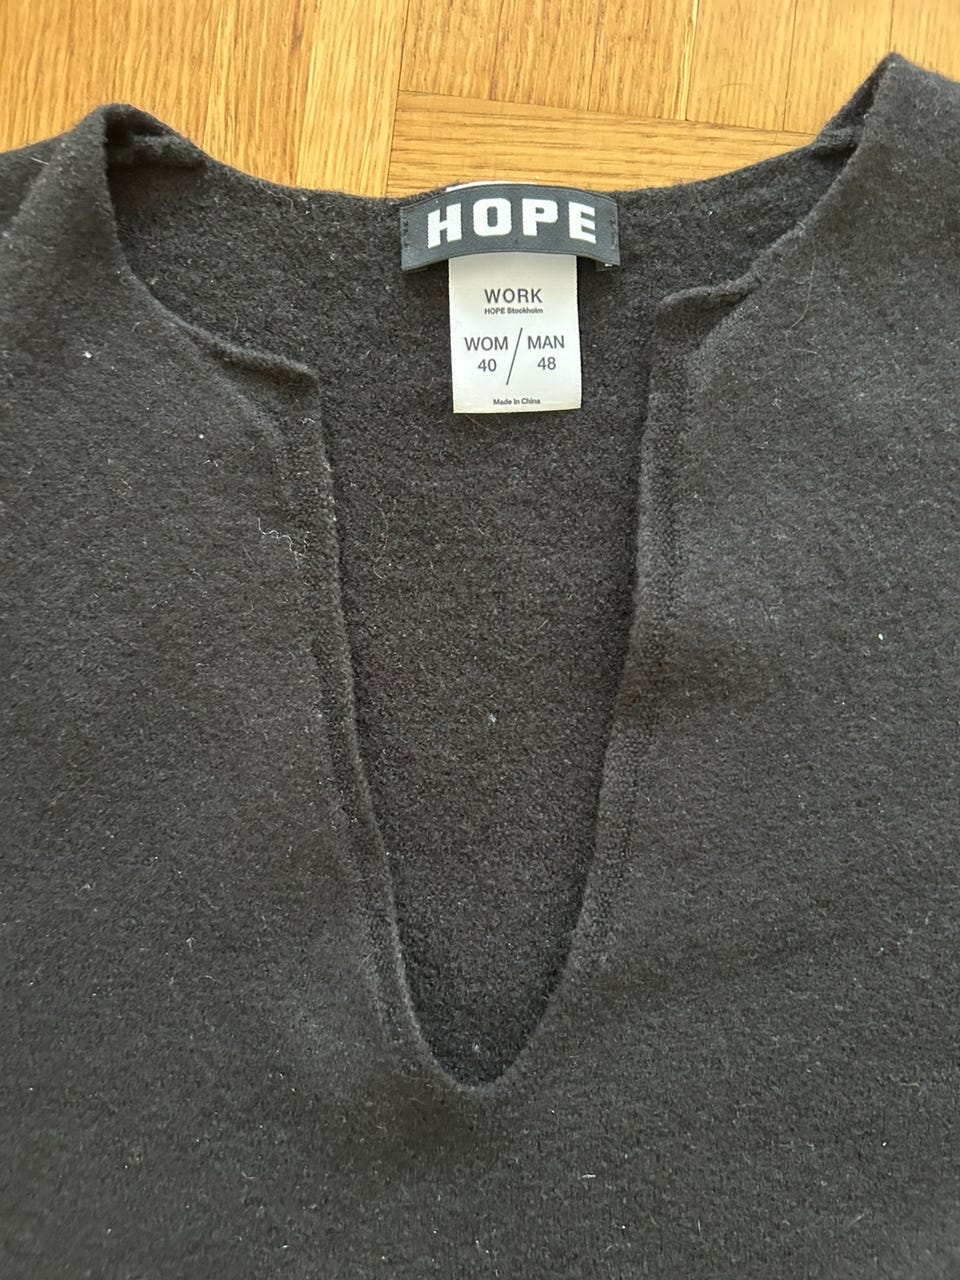 HOPE
WORK
HOPE Stockholm
WOM / MAN
40 48
Made in China